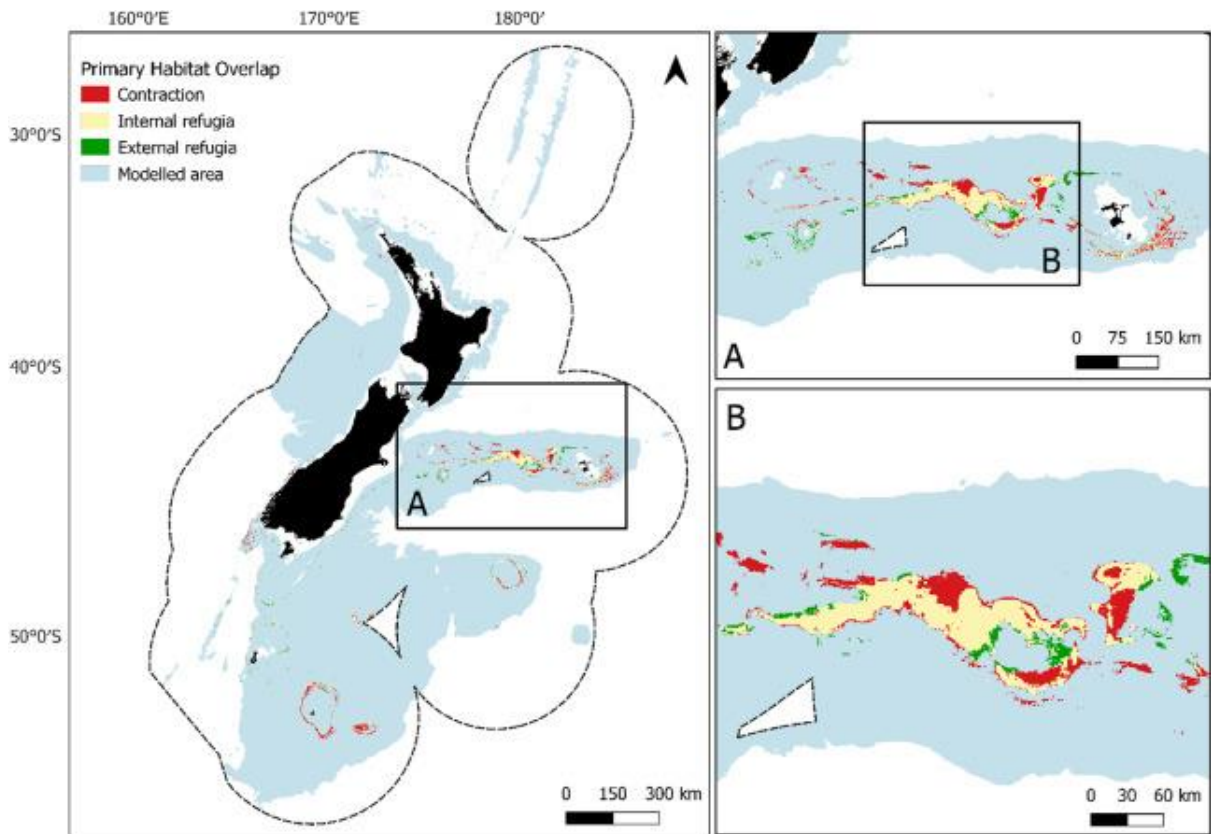 160°0'E 170°0'E 180°0'
30°0'S
40°0'S
50°0'S
Primary Habitat Overlap
Contraction
Internal refugia
External refugia
Modelled area
A
0 150 300 km
B
0 75 150 km
A
B
0 30 60 km